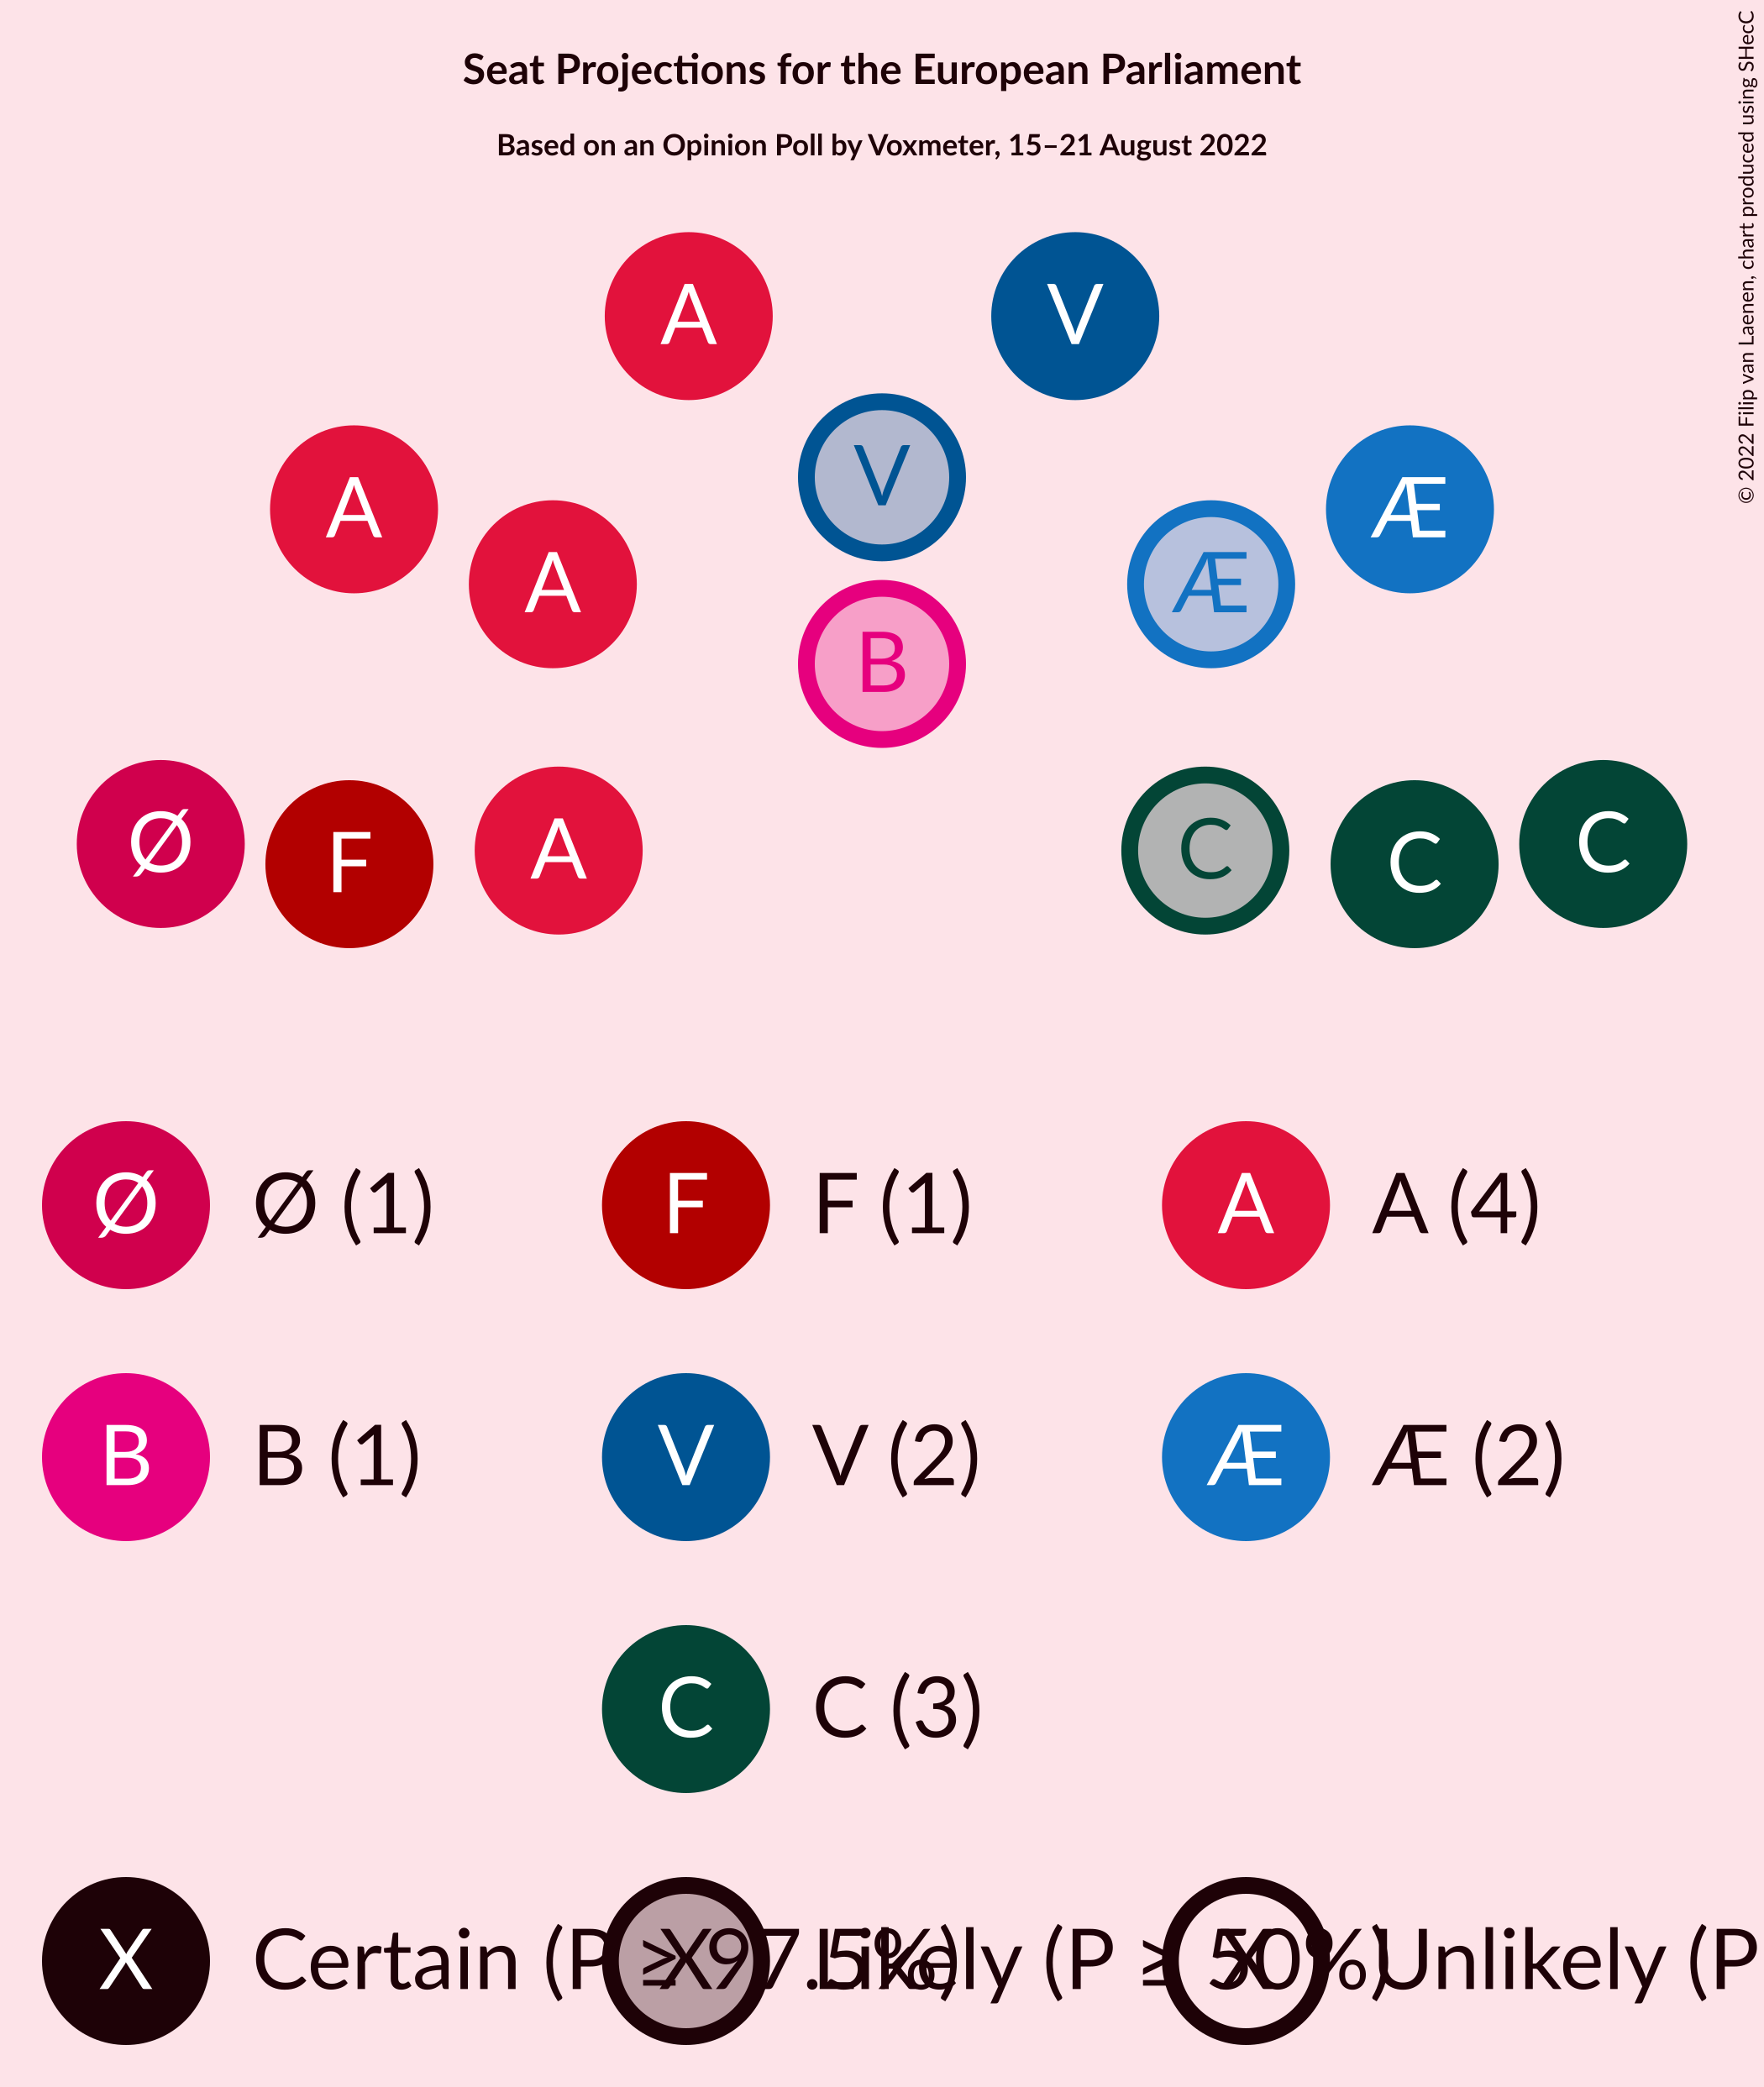 Seat Projections for the European Parliament
Based on an Opinion Poll by Voxmeter, 15–21 August 2022
© 2022 Filip van Laenen, chart produced using SHecC
A V
V
A Æ
A Æ
B
Ø F A C C C
Ø Ø (1) F F (1) A A (4)
B B (1) V V (2) Æ Æ (2)
C C (3)
X Certain (P ≥ 97.5%) X Likely (P ≥ 50%) X Unlikely (P